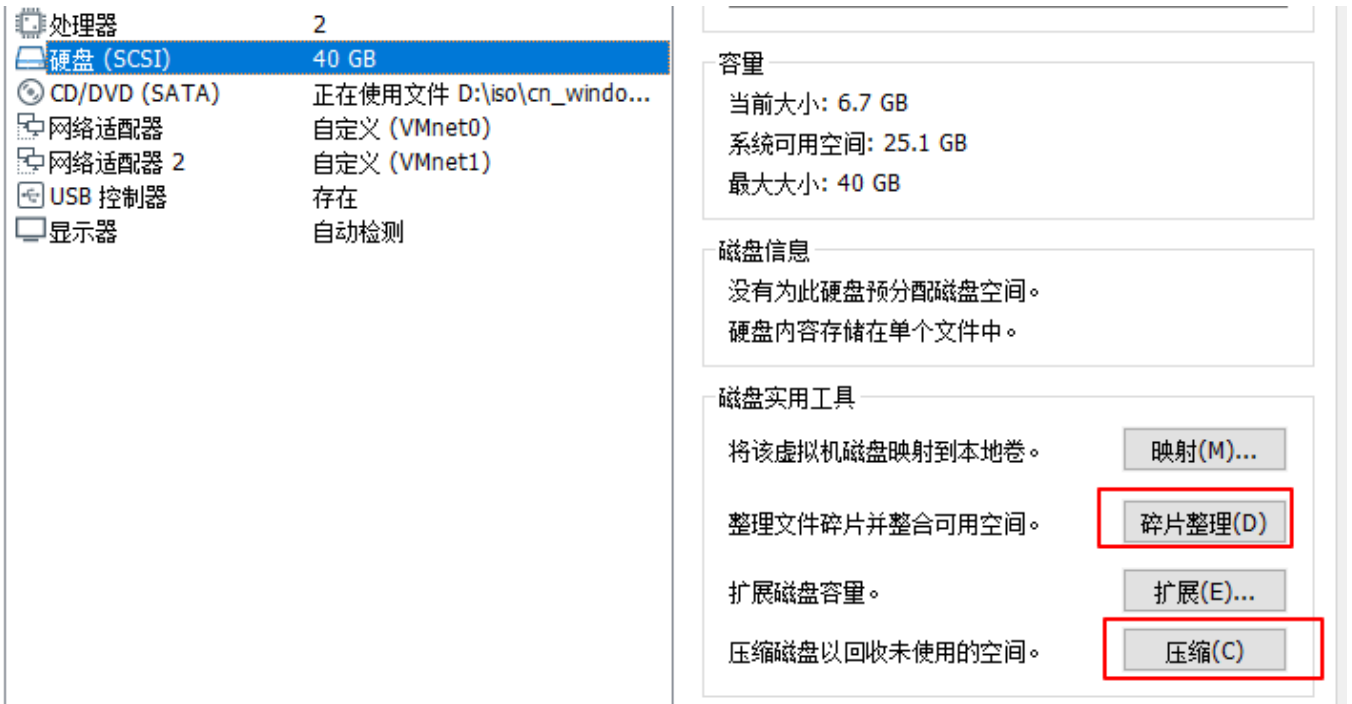 处理器 2
硬盘 (SCSI) 40 GB
CD/DVD (SATA) 正在使用文件 D:\iso\cn_windo...
网络适配器 自定义 (VMnet0)
网络适配器 2 自定义 (VMnet1)
USB 控制器 存在
显示器 自动检测
容量
当前大小: 6.7 GB
系统可用空间: 25.1 GB
最大大小: 40 GB
磁盘信息
没有为此硬盘预分配磁盘空间。
硬盘内容存储在单个文件中。
磁盘实用工具
将该虚拟机磁盘映射到本地卷。 映射(M)...
整理文件碎片并整合可用空间。 碎片整理(D)
扩展磁盘容量。 扩展(E)...
压缩磁盘以回收未使用的空间。 压缩(C)